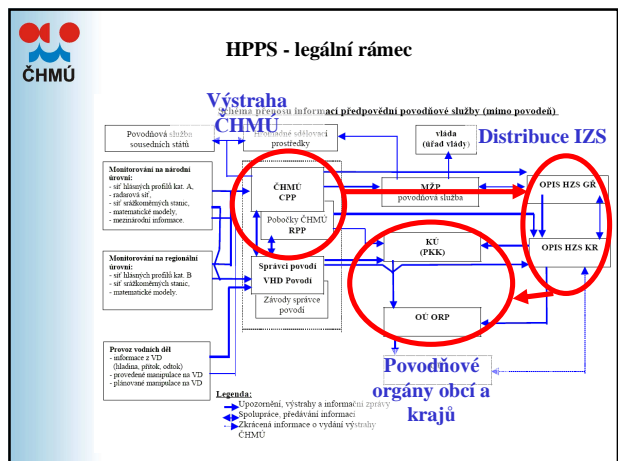 ČHMÚ
HPPS - legální rámec
Výstraha
ČHMÚ
Schéma přenosu informací předpovědní povodňové služby (mimo povodeň)
Distribuce IZS
Povodňová služba
sousedních států
Hromadné sdělovací
prostředky
vláda
(úřad vlády)
Monitorování na národní
úrovni:
- síť hlásných profilů kat. A,
- radarová síť,
- síť srážkoměrných stanic,
- matematické modely,
- mezinárodní informace.
ČHMÚ
CPP
Pobočky ČHMÚ
RPP
MŽP
povodňová služba
OPIS HZS GŘ
KÚ
(PKK)
OPIS HZS KR
Monitorování na regionální
úrovni:
- síť hlásných profilů kat. B
- síť srážkoměrných stanic,
- matematické modely.
Správci povodí
VHD Povodí
Závody správce
povodí
OÚ ORP
Provoz vodních děl
- informace z VD
(hladina, přítok, odtok)
- provedené manipulace na VD
- plánované manipulace na VD
Povodňové
orgány obcí a
krajů
Legenda:
Upozornění, výstrahy a informační zprávy
Spolupráce, předávání informací
Zkrácená informace o vydání výstrahy
ČHMÚ